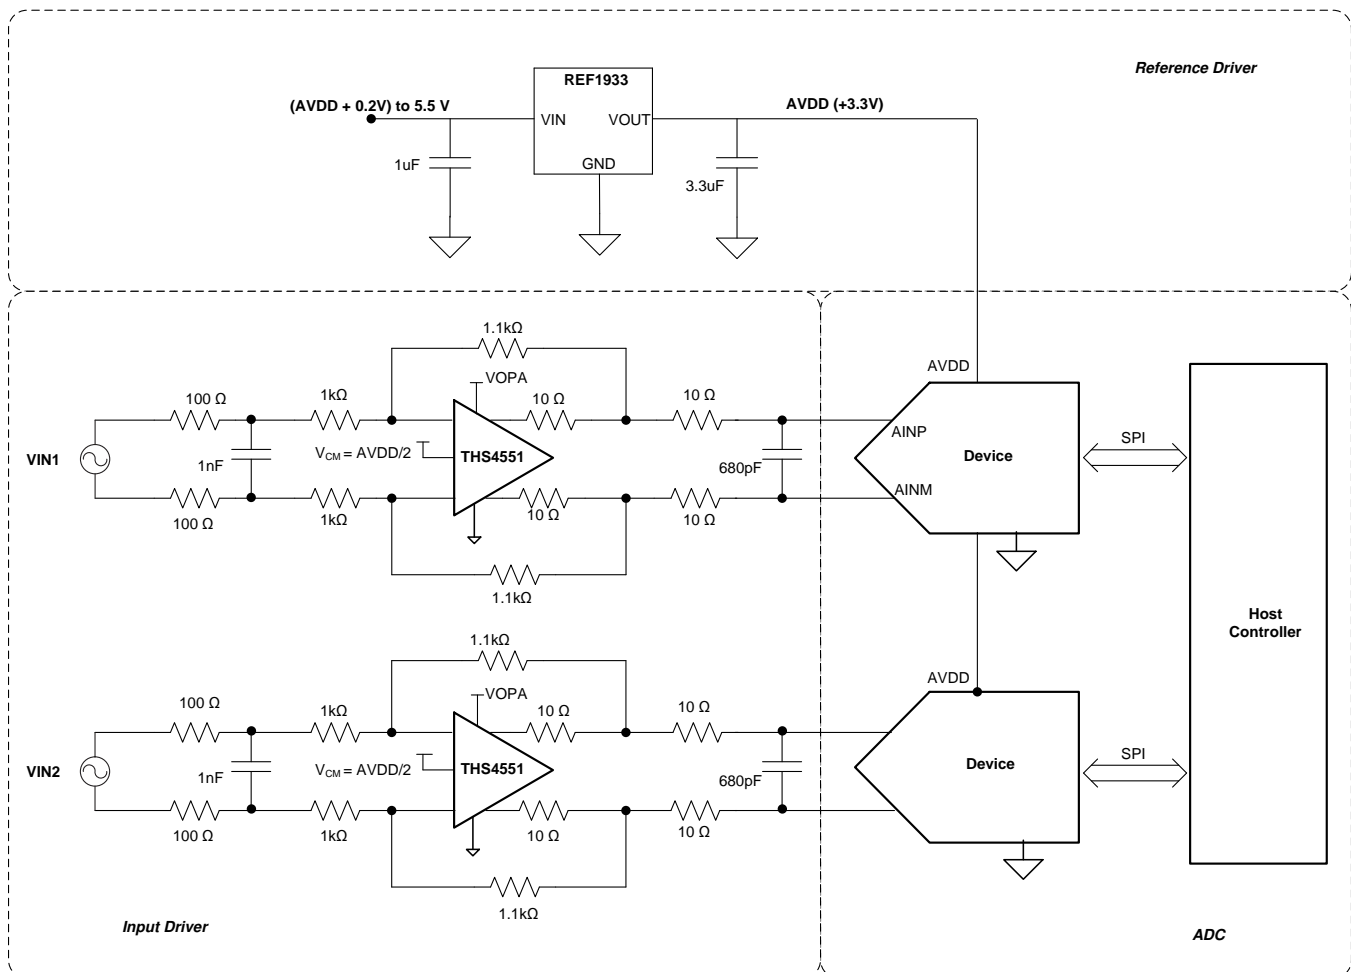 Reference Driver
REF1933
(AVDD + 0.2V) to 5.5 V
AVDD (+3.3V)
VIN
VOUT
GND
1uF
3.3uF
1.1kΩ
AVDD
VOPA
100 Ω
1kΩ
10 Ω
10 Ω
AINP
VIN1
1nF
VCM = AVDD/2
THS4551
680pF
Device
SPI
AINM
100 Ω
1kΩ
10 Ω
10 Ω
1.1kΩ
Host
Controller
1.1kΩ
AVDD
VOPA
100 Ω
1kΩ
10 Ω
10 Ω
VIN2
1nF
VCM = AVDD/2
THS4551
680pF
Device
SPI
100 Ω
1kΩ
10 Ω
10 Ω
1.1kΩ
Input Driver
ADC